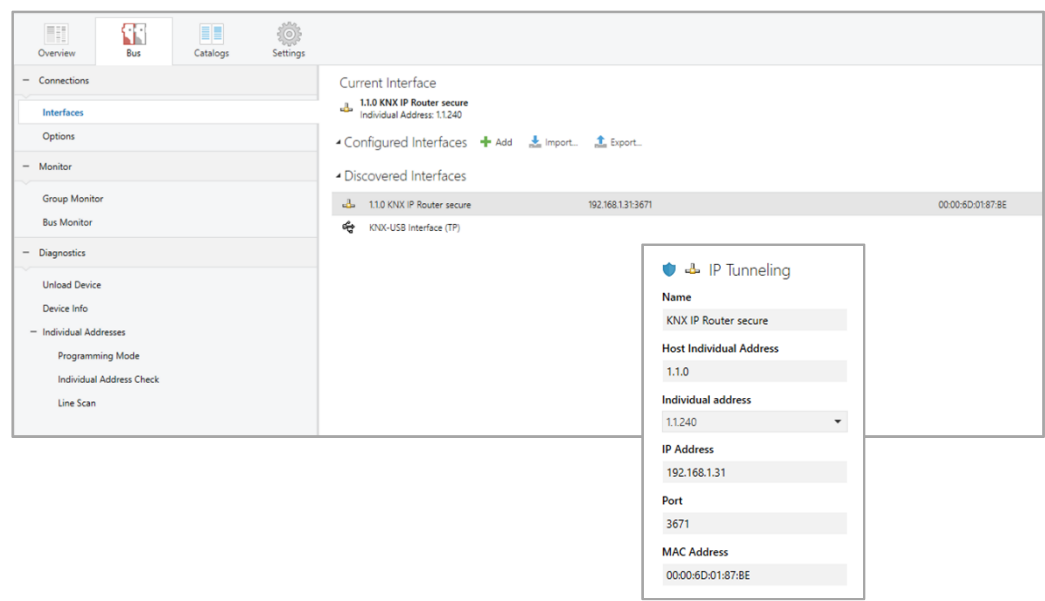 Overview Bus Catalogs Settings
Connections
Interfaces
Options
Monitor
Group Monitor
Bus Monitor
Diagnostics
Unload Device
Device Info
Individual Addresses
Programming Mode
Individual Address Check
Line Scan
Current Interface
1.1.0 KNX IP Router secure
Individual Address: 1.1.240
Configured Interfaces Add Import... Export...
Discovered Interfaces
1.1.0 KNX IP Router secure 192.168.1.31:3671 00:00:6D:01:87:BE
KNX-USB Interface (TP)
IP Tunneling
Name
KNX IP Router secure
Host Individual Address
1.1.0
Individual address
1.1.240
IP Address
192.168.1.31
Port
3671
MAC Address
00:00:6D:01:87:BE